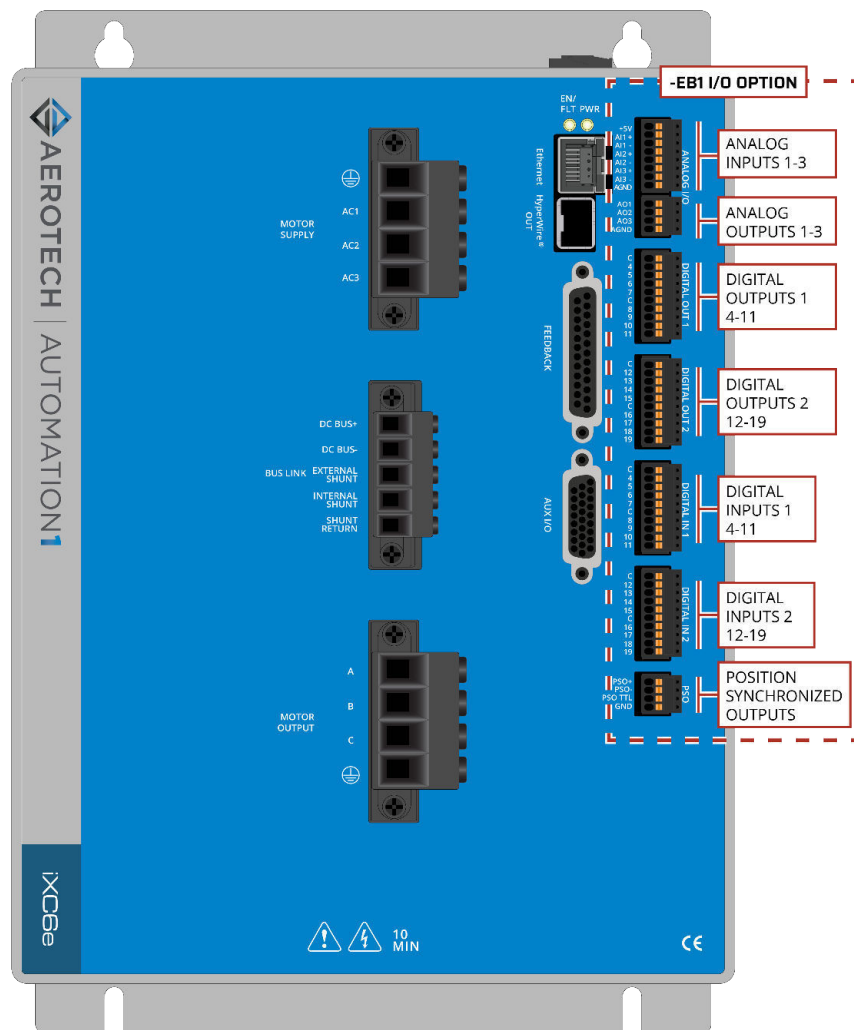 AEROTECH | AUTOMATION1
iXC6e
-EB1 I/O OPTION
EN/
FLT PWR
Ethernet
HyperWire®
OUT
FEEDBACK
AUX I/O
MOTOR
SUPPLY
AC1
AC2
AC3
DC BUS+
DC BUS-
BUS LINK
EXTERNAL
SHUNT
INTERNAL
SHUNT
SHUNT
RETURN
MOTOR
OUTPUT
A
B
C
10
MIN
CE
+5V
AI1 +
AI1 -
AI2 +
AI2 -
AI3 +
AI3 -
AGND
ANALOG I/O
AO1
AO2
AO3
AGND
C
4
5
6
7
C
8
9
10
11
DIGITAL OUT 1
C
12
13
14
15
C
16
17
18
19
DIGITAL OUT 2
C
4
5
6
7
C
8
9
10
11
DIGITAL IN 1
C
12
13
14
15
C
16
17
18
19
DIGITAL IN 2
PSO+
PSO-
PSO TTL
GND
PSO
ANALOG
INPUTS 1-3
ANALOG
OUTPUTS 1-3
DIGITAL
OUTPUTS 1
4-11
DIGITAL
OUTPUTS 2
12-19
DIGITAL
INPUTS 1
4-11
DIGITAL
INPUTS 2
12-19
POSITION
SYNCHRONIZED
OUTPUTS